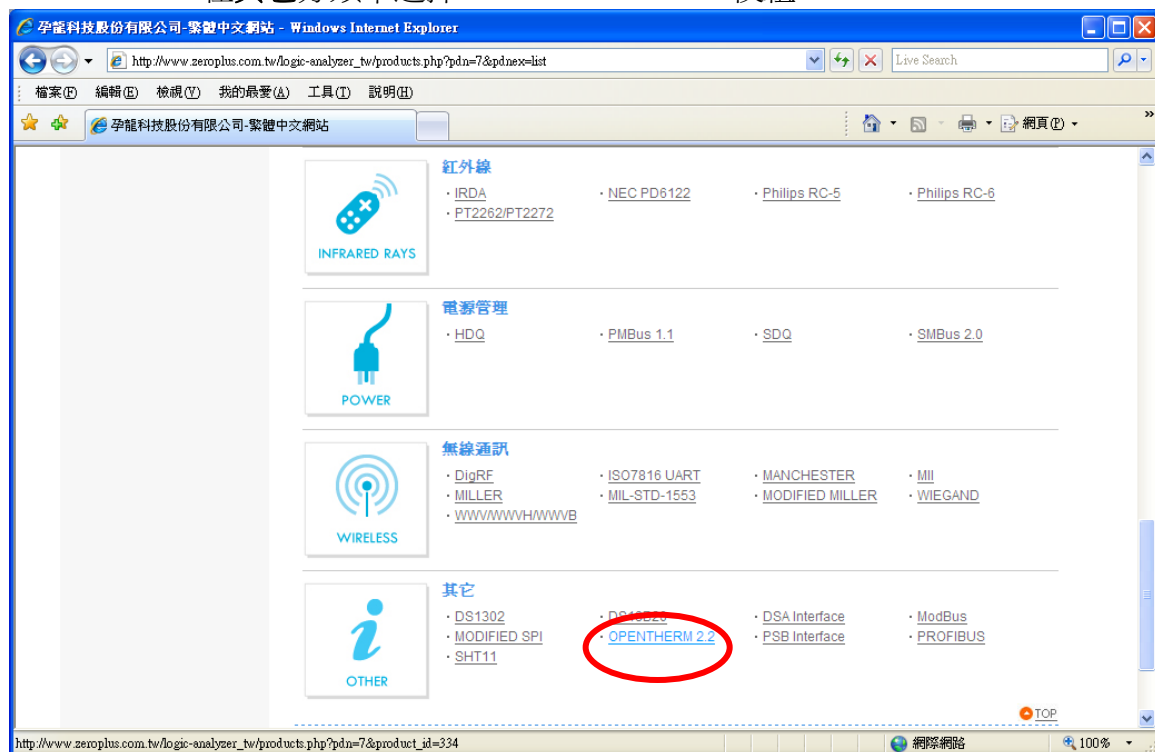 孕龍科技股份有限公司-繁體中文網站 - Windows Internet Explorer
http://www.zeroplus.com.tw/logic-analyzer_tw/products.php?pdn=7&pdnex=list
Live Search
檔案(F) 編輯(E) 檢視(V) 我的最愛(A) 工具(T) 說明(H)
孕龍科技股份有限公司-繁體中文網站
網頁(P)
紅外線
· IRDA · NEC PD6122 · Philips RC-5 · Philips RC-6
· PT2262/PT2272
INFRARED RAYS
電源管理
· HDQ · PMBus 1.1 · SDQ · SMBus 2.0
POWER
無線通訊
· DigRF · ISO7816 UART · MANCHESTER · MII
· MILLER · MIL-STD-1553 · MODIFIED MILLER · WIEGAND
· WWV/WWVH/WWVB
WIRELESS
其它
· DS1302 · DS18B20 · DSA Interface · ModBus
· MODIFIED SPI · OPENTHERM 2.2 · PSB Interface · PROFIBUS
· SHT11
OTHER
TOP
http://www.zeroplus.com.tw/logic-analyzer_tw/products.php?pdn=7&product_id=334
網際網路
100%